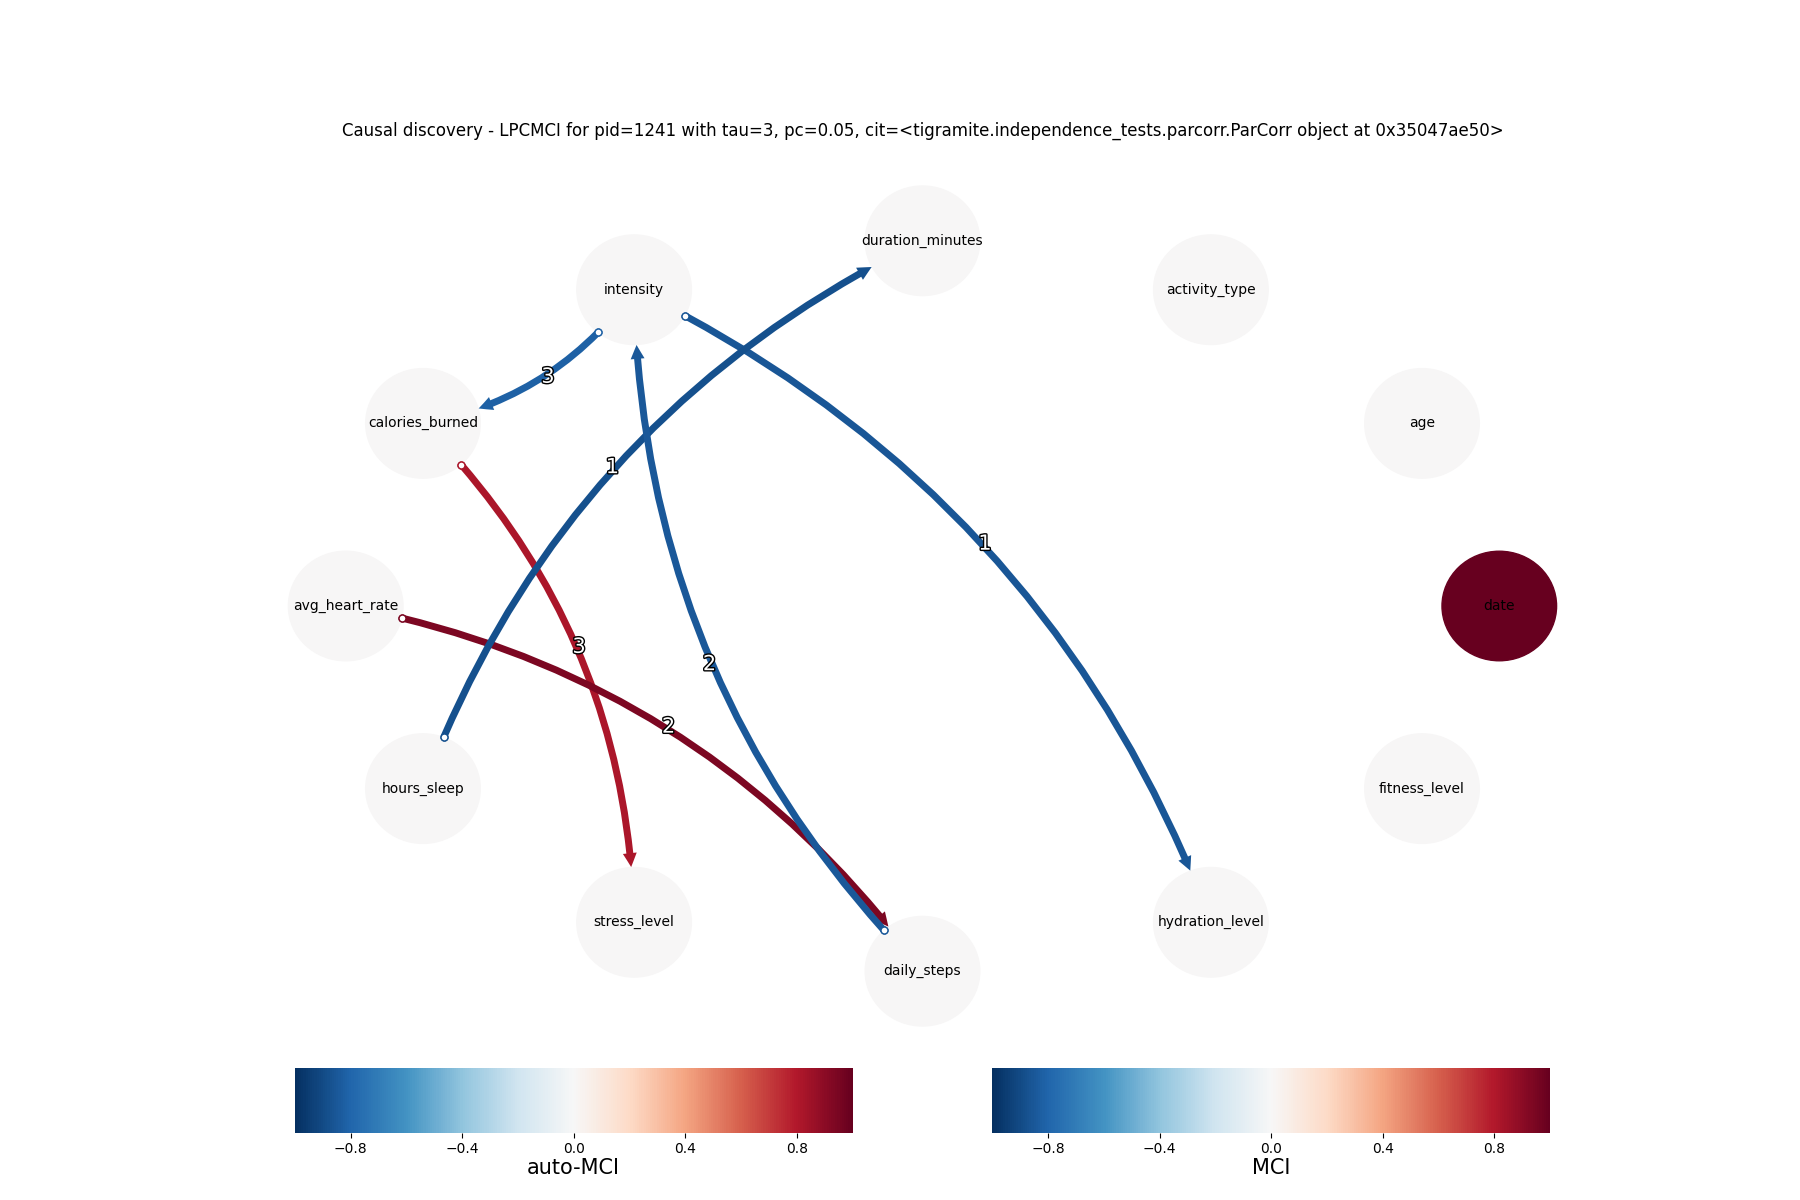 Causal discovery - LPCMCI for pid=1241 with tau=3, pc=0.05, cit=<tigramite.independence_tests.parcorr.ParCorr object at 0x35047ae50>
duration_minutes
intensity
activity_type
3
calories_burned
age
1
1
avg_heart_rate
date
3
2
2
hours_sleep
fitness_level
stress_level
hydration_level
daily_steps
−0.8 −0.4 0.0 0.4 0.8
auto-MCI
−0.8 −0.4 0.0 0.4 0.8
MCI